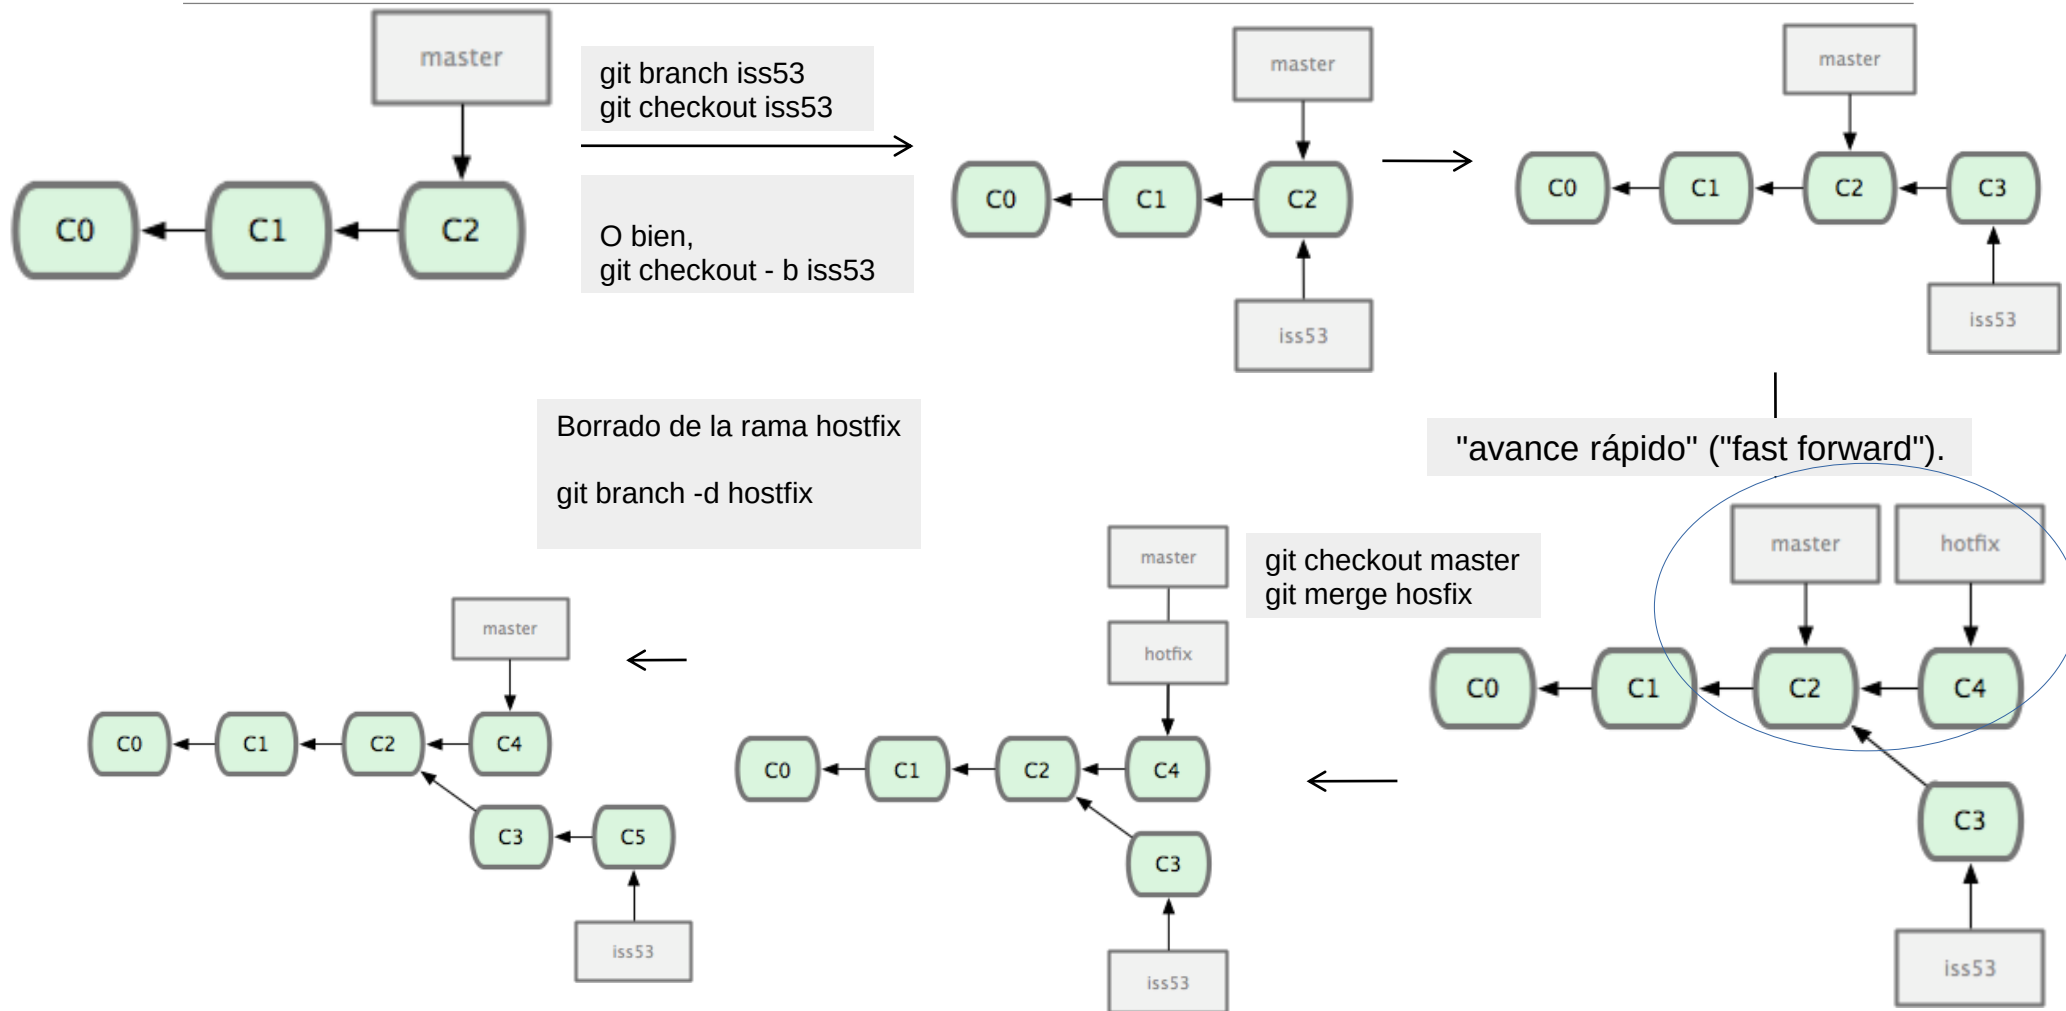 master
git branch iss53
git checkout iss53
O bien,
git checkout - b iss53
C0
C1
C2
master
C0
C1
C2
iss53
master
C0
C1
C2
C3
iss53
"avance rápido" ("fast forward").
master
hotfix
C0
C1
C2
C4
C3
iss53
git checkout master
git merge hosfix
master
hotfix
C0
C1
C2
C4
C3
iss53
Borrado de la rama hostfix
git branch -d hostfix
master
C0
C1
C2
C4
C3
C5
iss53